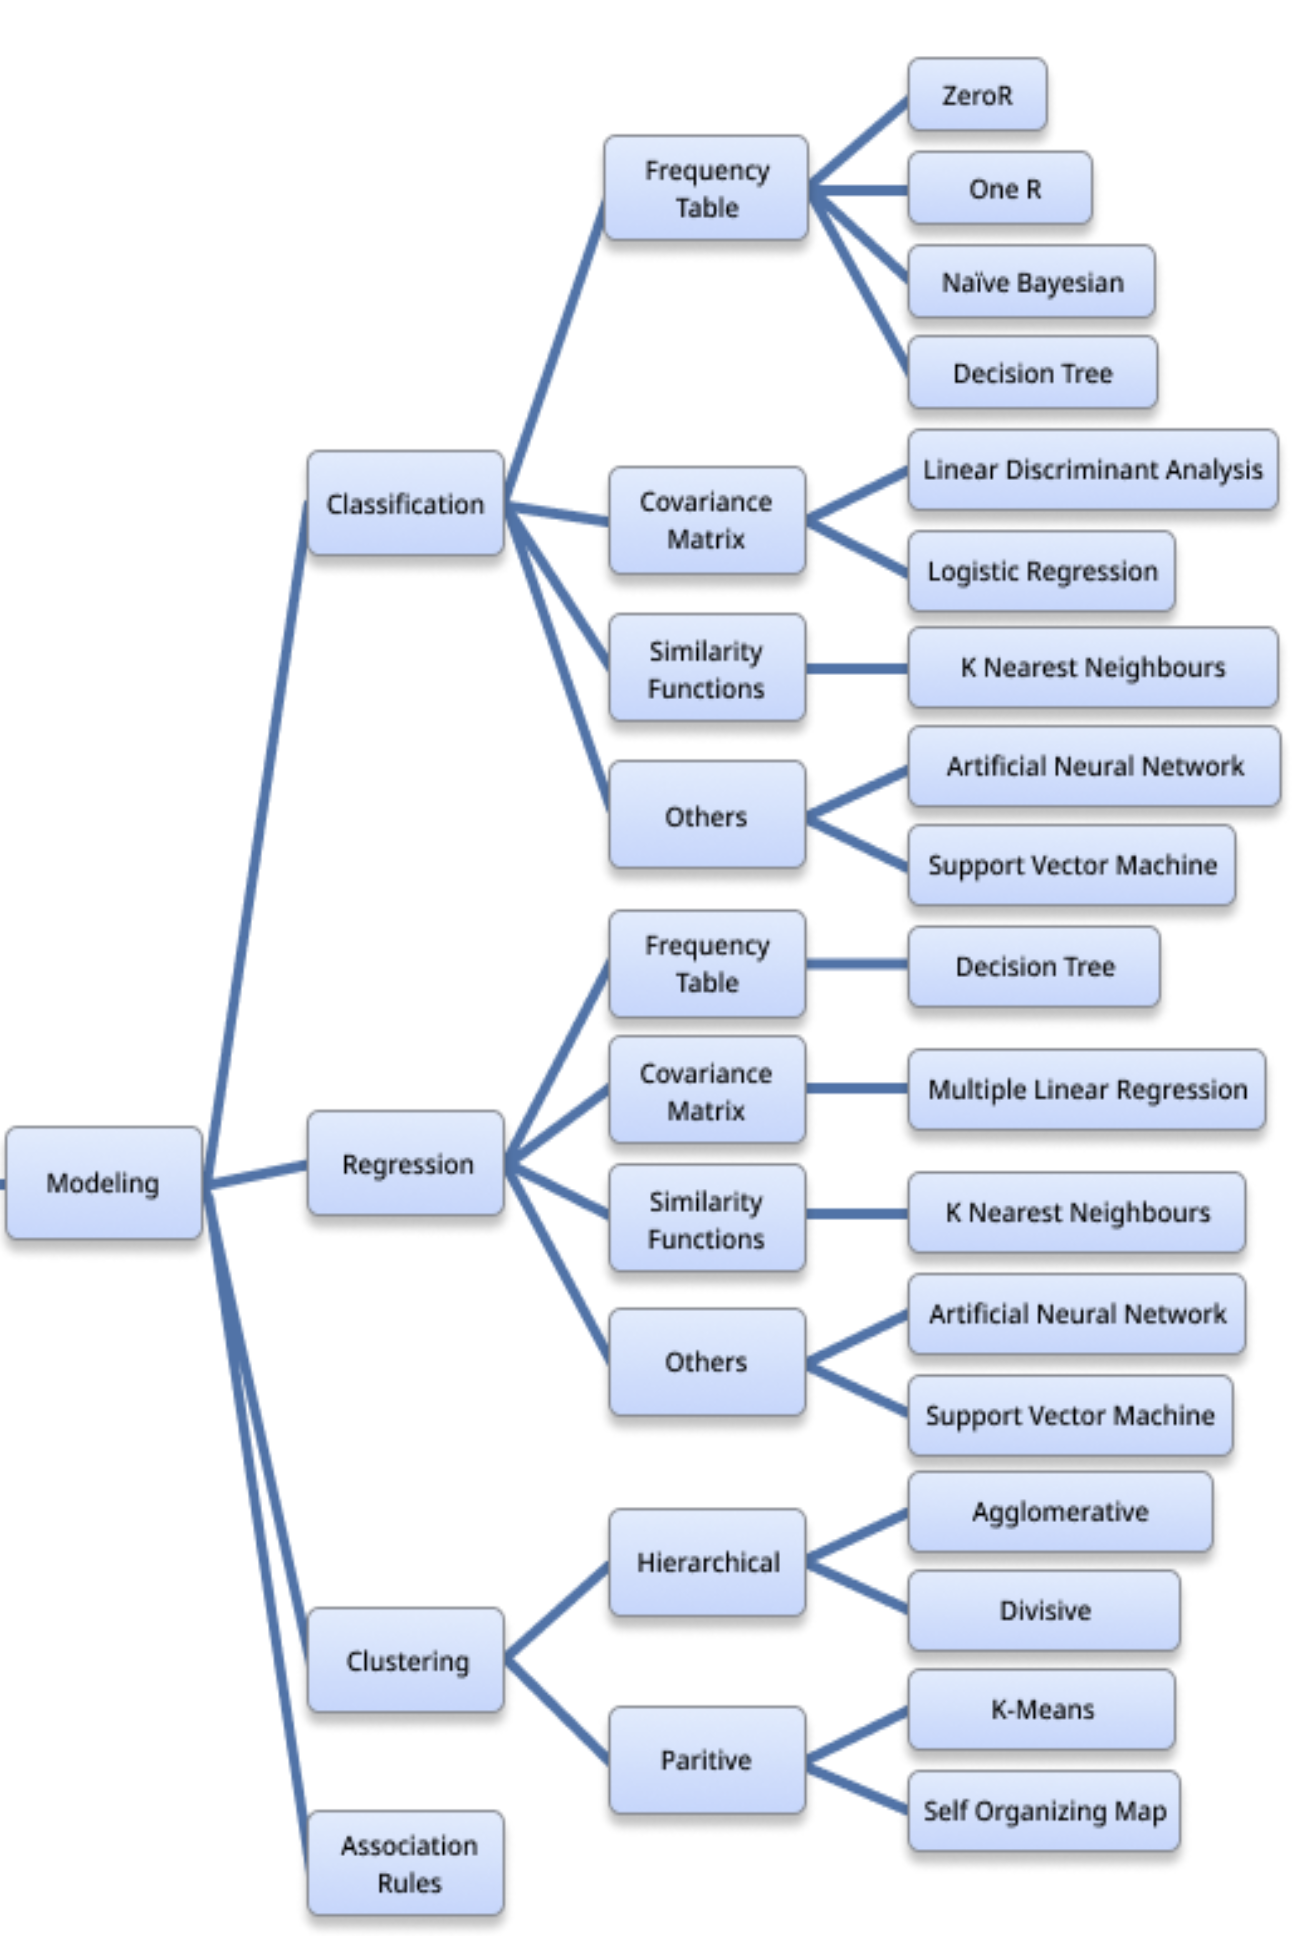 Modeling
Classification
Frequency
Table
ZeroR
One R
Naïve Bayesian
Decision Tree
Covariance
Matrix
Linear Discriminant Analysis
Logistic Regression
Similarity
Functions
K Nearest Neighbours
Others
Artificial Neural Network
Support Vector Machine
Regression
Frequency
Table
Decision Tree
Covariance
Matrix
Multiple Linear Regression
Similarity
Functions
K Nearest Neighbours
Others
Artificial Neural Network
Support Vector Machine
Clustering
Hierarchical
Agglomerative
Divisive
Paritive
K-Means
Self Organizing Map
Association
Rules